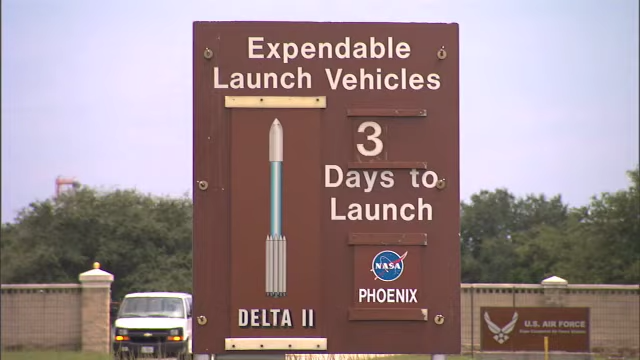 Expendable
Launch Vehicles
3
Days to
Launch
NASA
PHOENIX
DELTA II
U.S. AIR FORCE